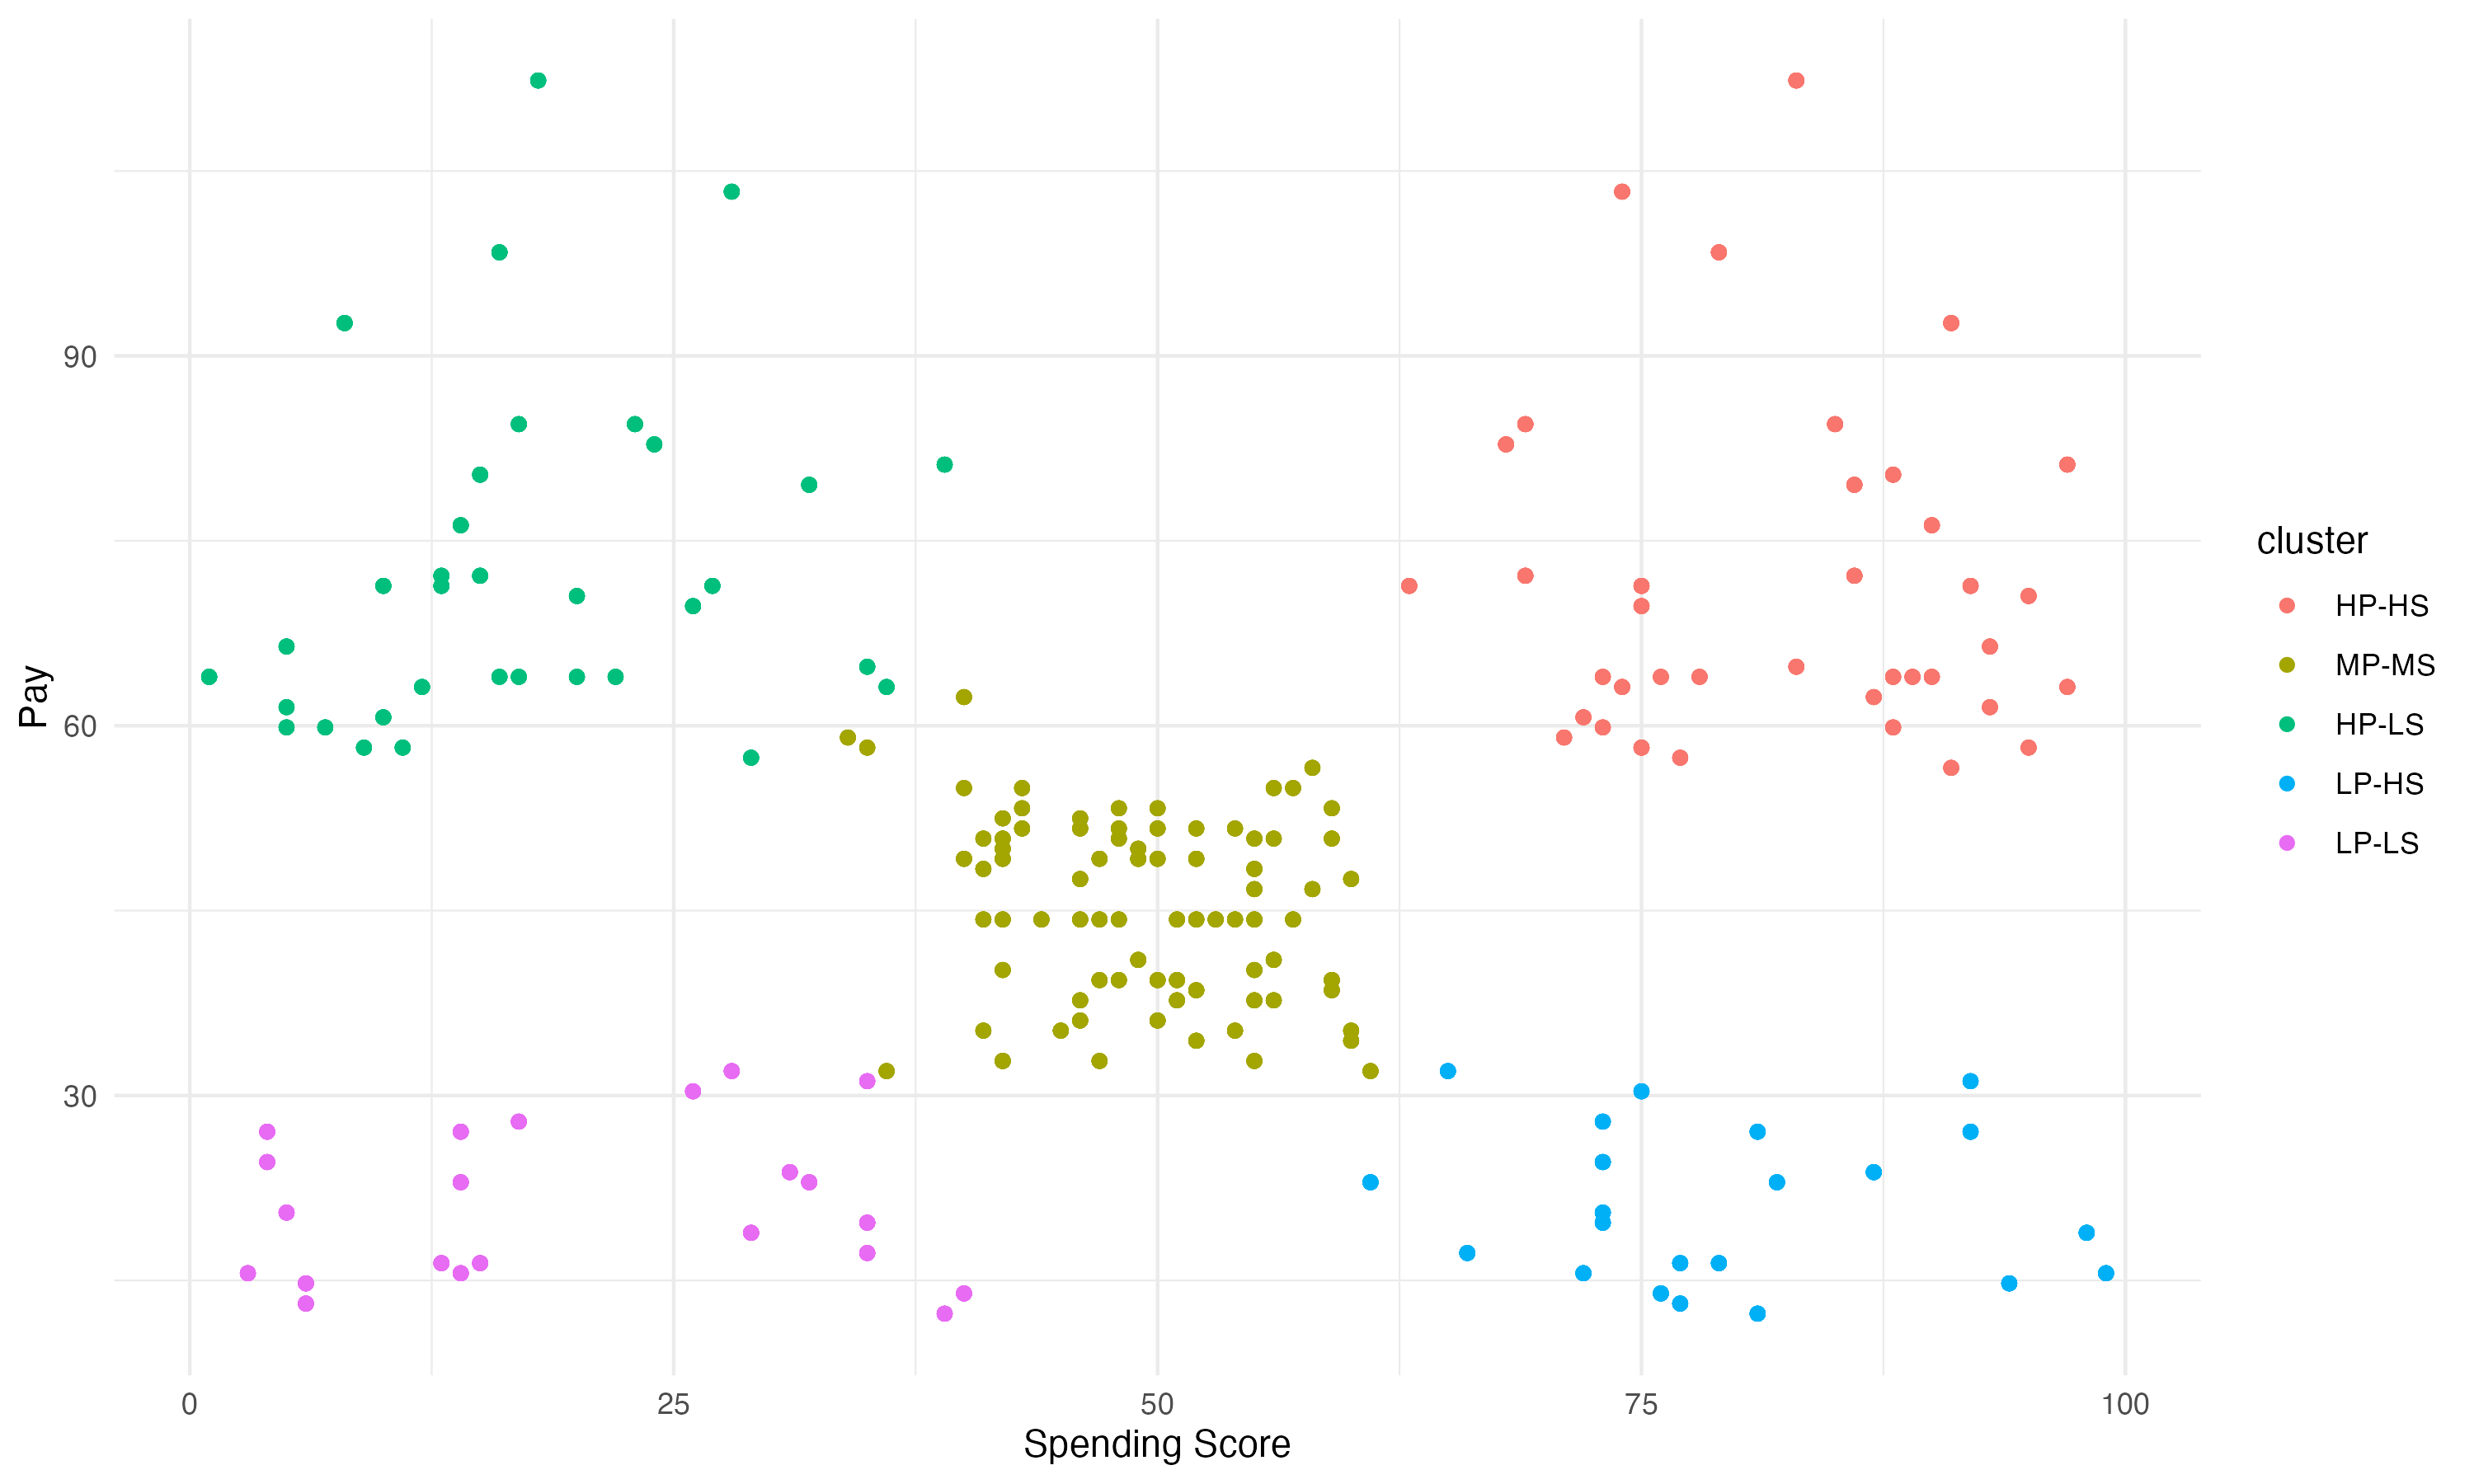 90
60
30
Pay
0 25 50 75 100
Spending Score
cluster
HP-HS
MP-MS
HP-LS
LP-HS
LP-LS